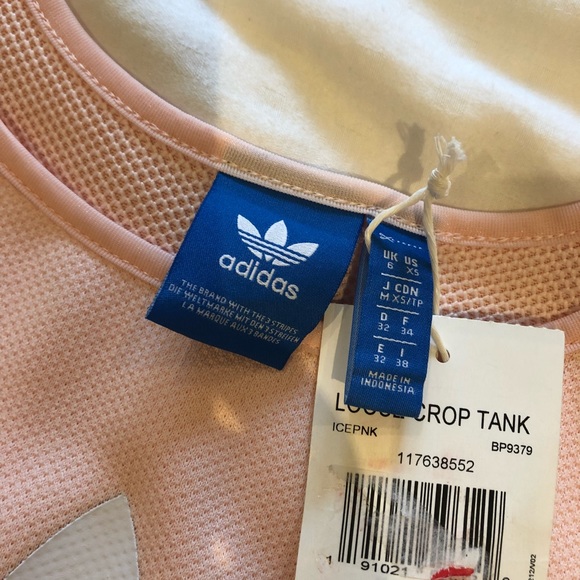 adidas
THE BRAND WITH THE 3 STRIPES
DIE WELTMARKE MIT DEN 3 STREIFEN
LA MARQUE AUX 3 BANDES
UK US
6 XS
J CDN
M XS/TP
D F
32 34
E I
32 38
MADE IN
INDONESIA
LOOSE CROP TANK
ICEPNK BP9379
117638552
1 91021